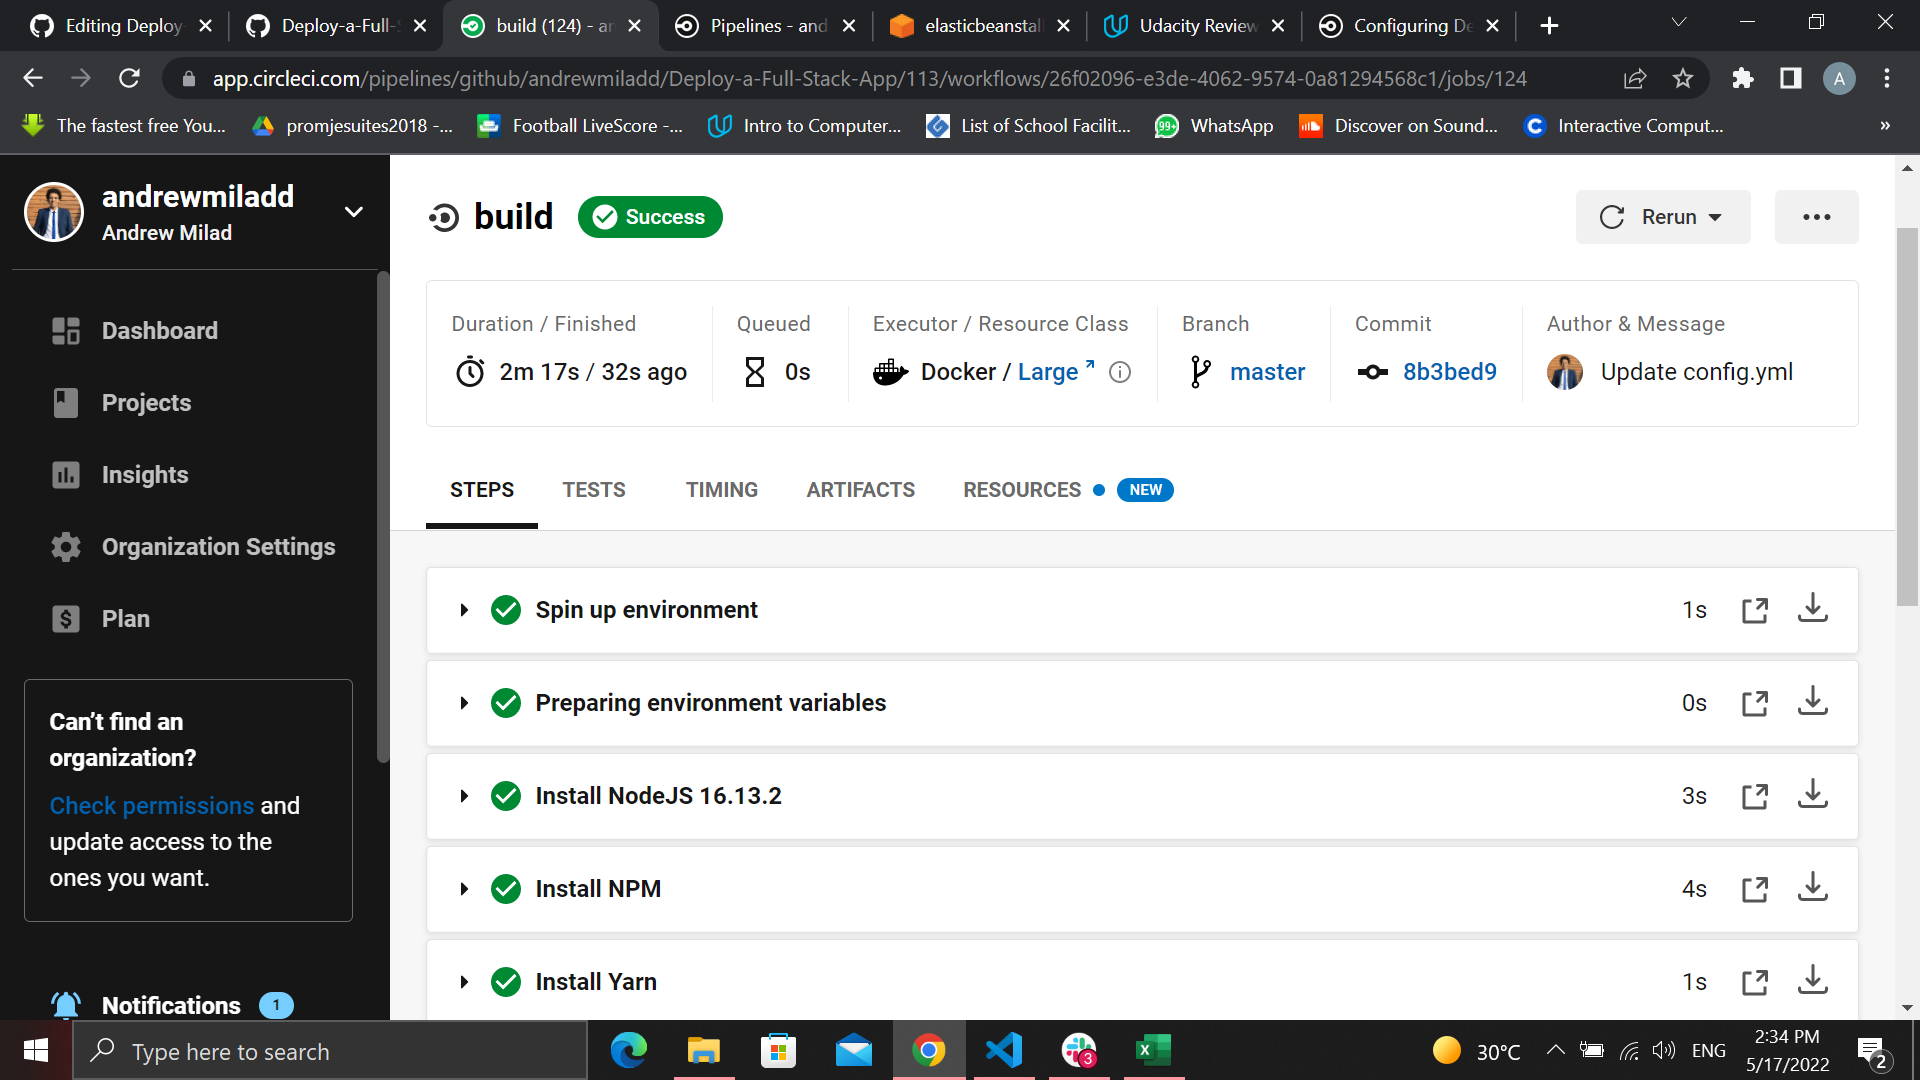 Editing Deploy-
Deploy-a-Full-S
build (124) - an
Pipelines - and
elasticbeanstal
Udacity Review
Configuring De
app.circleci.com/pipelines/github/andrewmiladd/Deploy-a-Full-Stack-App/113/workflows/26f02096-e3de-4062-9574-0a81294568c1/jobs/124
A
The fastest free You...
promjesuites2018 -...
Football LiveScore -...
Intro to Computer...
List of School Facilit...
99+
WhatsApp
Discover on Sound...
Interactive Comput...
»
andrewmiladd
Andrew Milad
Dashboard
Projects
Insights
Organization Settings
Plan
Can't find an
organization?
Check permissions and
update access to the
ones you want.
Notifications 1
build Success
Rerun
Duration / Finished
2m 17s / 32s ago
Queued
0s
Executor / Resource Class
Docker / Large
Branch
master
Commit
8b3bed9
Author & Message
Update config.yml
STEPS TESTS TIMING ARTIFACTS RESOURCES NEW
Spin up environment 1s
Preparing environment variables 0s
Install NodeJS 16.13.2 3s
Install NPM 4s
Install Yarn 1s
Type here to search
3
30°C
ENG
2:34 PM
5/17/2022
2